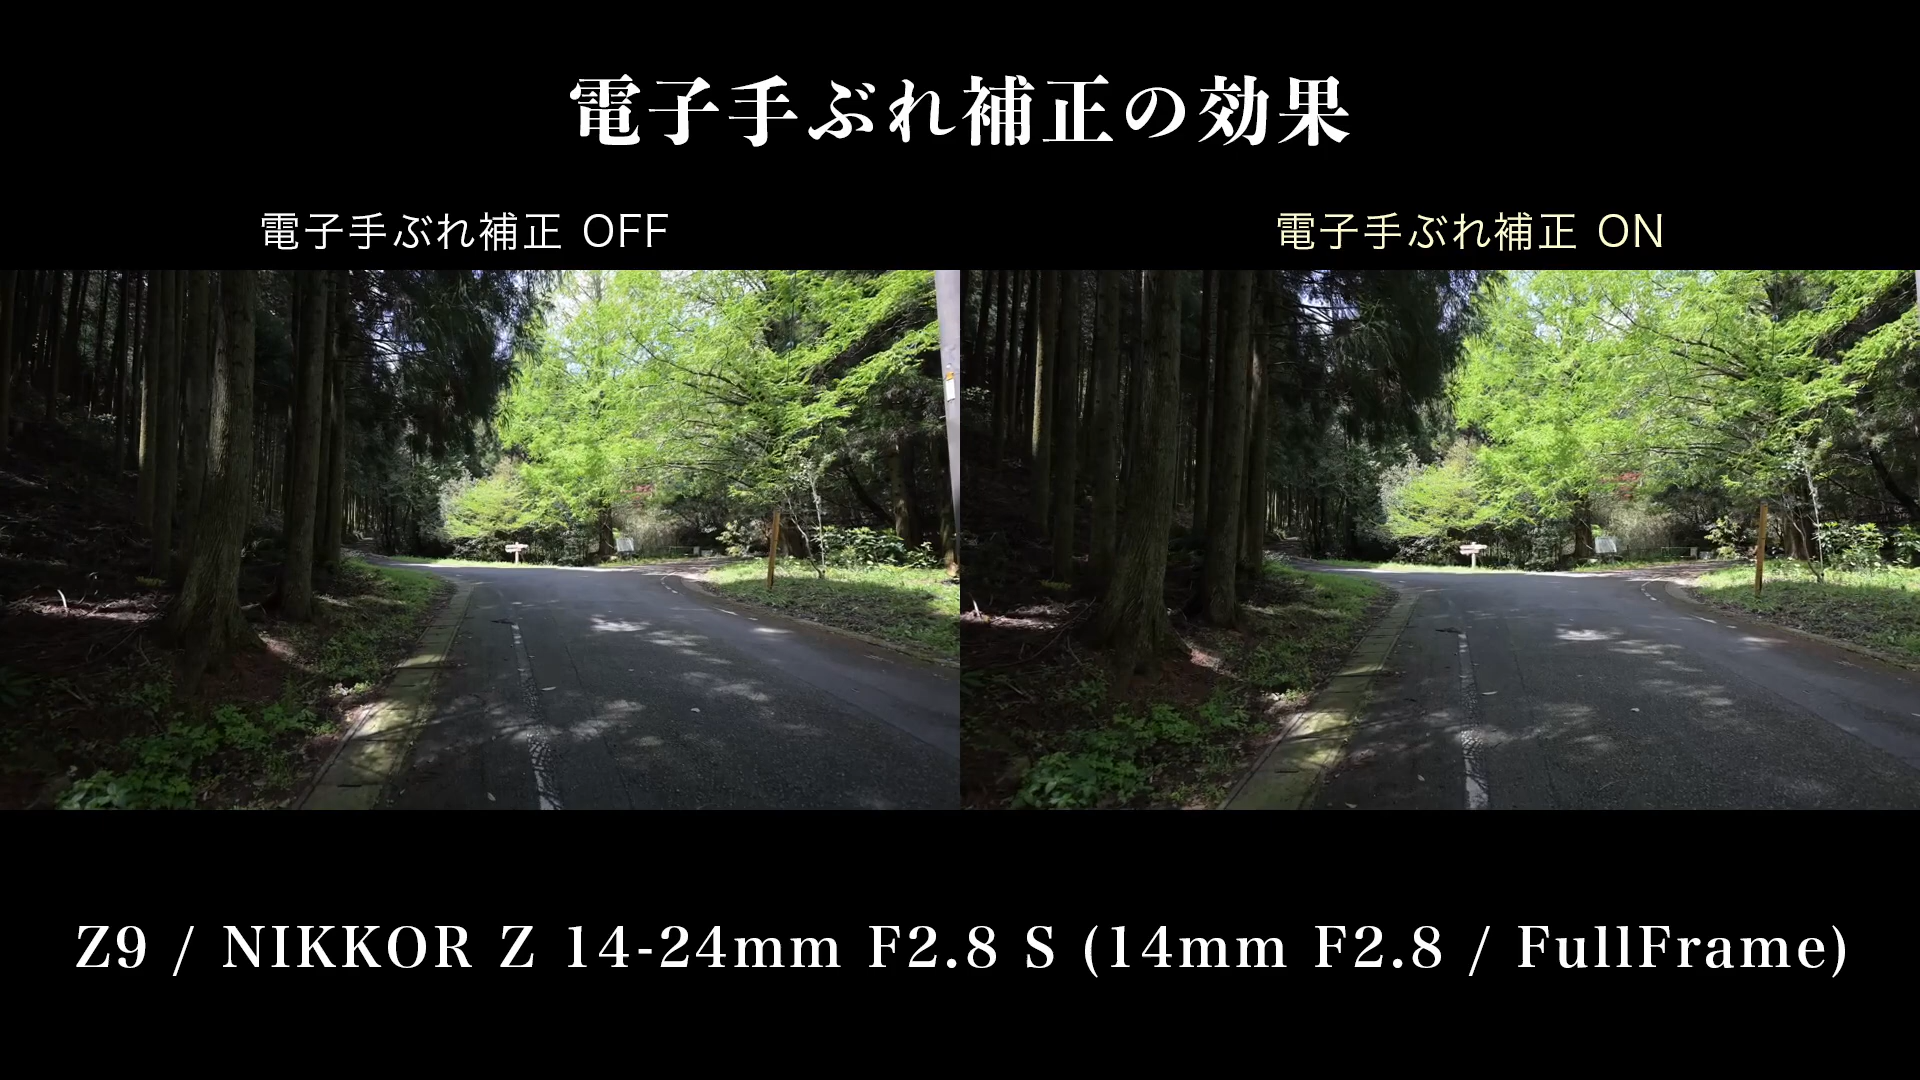 電子手ぶれ補正の効果
電子手ぶれ補正 OFF
電子手ぶれ補正 ON
Z9 / NIKKOR Z 14-24mm F2.8 S (14mm F2.8 / FullFrame)